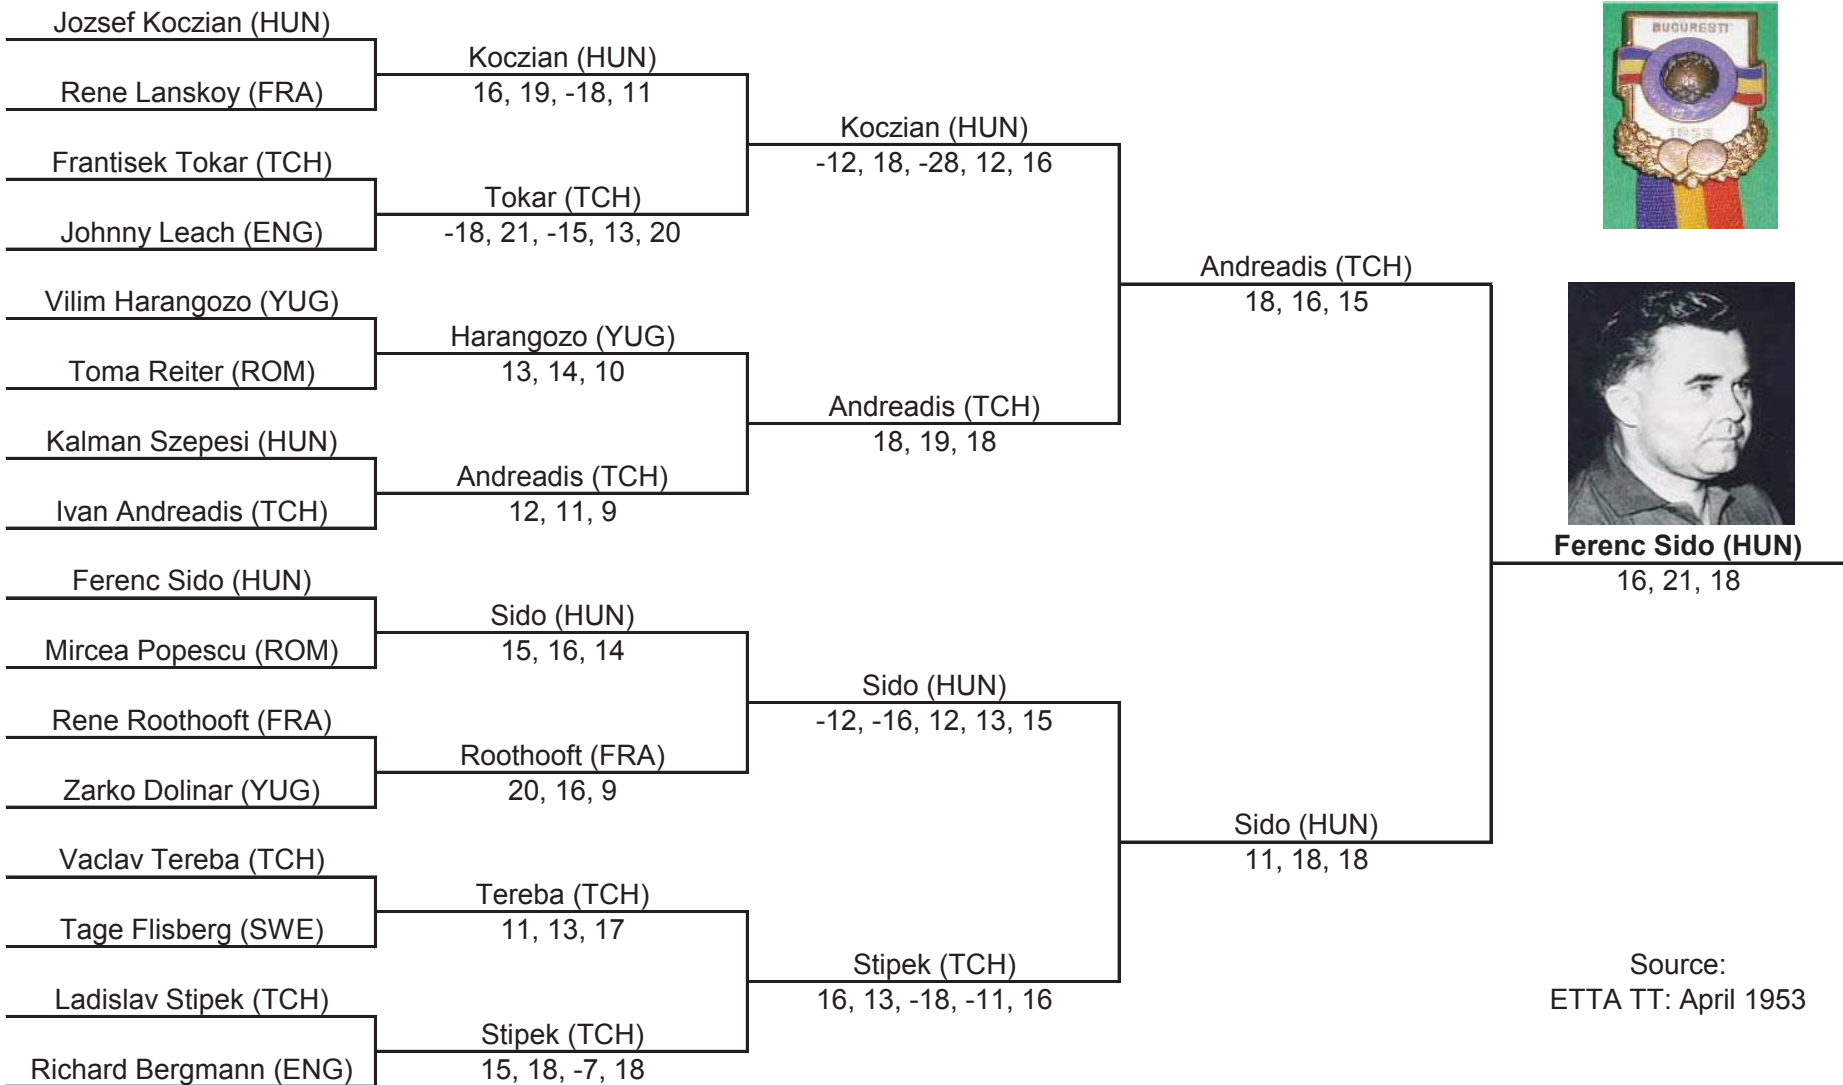 Jozsef Koczian (HUN)
Rene Lanskoy (FRA)
Frantisek Tokar (TCH)
Johnny Leach (ENG)
Vilim Harangozo (YUG)
Toma Reiter (ROM)
Kalman Szepesi (HUN)
Ivan Andreadis (TCH)
Ferenc Sido (HUN)
Mircea Popescu (ROM)
Rene Roothooft (FRA)
Zarko Dolinar (YUG)
Vaclav Tereba (TCH)
Tage Flisberg (SWE)
Ladislav Stipek (TCH)
Richard Bergmann (ENG)
Koczian (HUN)
16, 19, -18, 11
Tokar (TCH)
-18, 21, -15, 13, 20
Harangozo (YUG)
13, 14, 10
Andreadis (TCH)
12, 11, 9
Sido (HUN)
15, 16, 14
Roothooft (FRA)
20, 16, 9
Tereba (TCH)
11, 13, 17
Stipek (TCH)
15, 18, -7, 18
Koczian (HUN)
-12, 18, -28, 12, 16
Andreadis (TCH)
18, 19, 18
Sido (HUN)
-12, -16, 12, 13, 15
Stipek (TCH)
16, 13, -18, -11, 16
Andreadis (TCH)
18, 16, 15
Sido (HUN)
11, 18, 18
BUCURESTI
1953
Ferenc Sido (HUN)
16, 21, 18
Source:
ETTA TT: April 1953